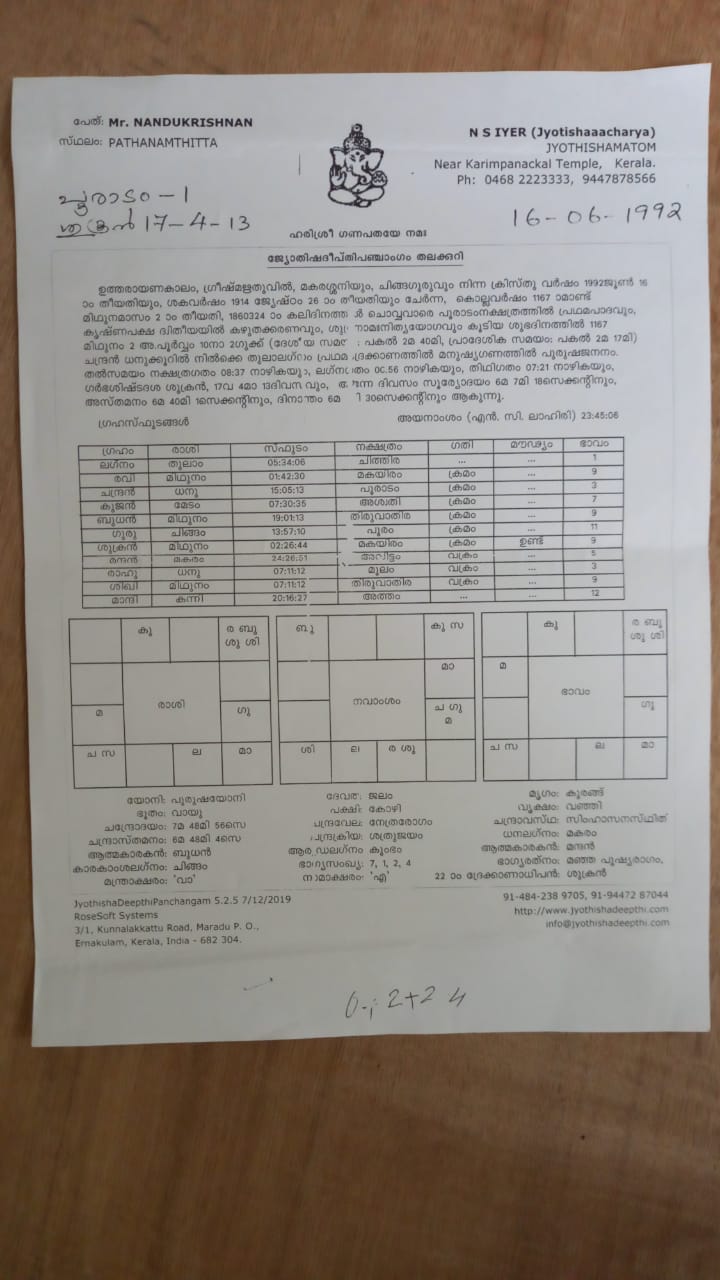 പേര്: Mr. NANDUKRISHNAN
സ്ഥലം: PATHANAMTHITTA
N S IYER (Jyotishaaacharya)
JYOTHISHAMATOM
Near Karimpanackal Temple, Kerala.
Ph: 0468 2223333, 9447878566
പൂരാടം - 1
ശുക്രൻ 17-4-13
16-06-1992
ഹരിശ്രീ ഗണപതയേ നമഃ
ജ്യോതിഷദീപ്തിപഞ്ചാംഗം തലക്കുറി
ഉത്തരായണകാലം, ഗ്രീഷ്മഋതുവിൽ, മകരശ്ശനിയും, ചിങ്ങഗുരുവും നിന്ന ക്രിസ്തു വർഷം 1992ജൂൺ 16
ാം തീയതിയും, ശകവർഷം 1914 ജ്യേഷ്ഠം 26 ാം തീയതിയും ചേർന്ന, കൊല്ലവർഷം 1167 ാമാണ്ട്
മിഥുനമാസം 2 ാം തീയതി, 1860324 ാം കലിദിനത്ത ചൊവ്വവാരെ പൂരാടംനക്ഷത്രത്തിൽ പ്രഥമപാദവും,
കൃഷ്ണപക്ഷ ദ്വിതീയയിൽ കഴുതക്കരണവും, നിത്യയോഗവും കൂടിയ ശുഭദിനത്തിൽ 1167
മിഥുനം 2 അ.പൂർവ്വം 10നാ 2ഗുക്ക് (ദേശീയ സമ പകൽ 2മ 40മി, പ്രാദേശിക സമയം: പകൽ 2മ 17മി)
ചന്ദ്രൻ ധനുക്കൂറിൽ നിൽക്കെ തുലാലഗ്നം പ്രഥമ ദ്രേക്കാണത്തിൽ മനുഷ്യഗണത്തിൽ പുരുഷജനനം.
തൽസമയം നക്ഷത്രഗതം 08:37 നാഴികയും, ലഗ്നഗതം 00:56 നാഴികയും, തിഥിഗതം 07:21 നാഴികയും,
ഗർഭശിഷ്ടദശ ശുക്രൻ, 17വ 4മാ 13ദിവസവും, ദിവസം സൂര്യോദയം 6മ 7മി 18സെക്കന്റിനും,
അസ്തമനം 6മ 40മി 1സെക്കന്റിനും, ദിനാന്തം 6മ 30സെക്കന്റിനും ആകുന്നു.
ഗ്രഹസ്ഫുടങ്ങൾ അയനാംശം (എൻ. സി. ലാഹിരി) 23:45:06
ഗ്രഹം രാശി സ്ഫുടം നക്ഷത്രം ഗതി മൗഢ്യം ഭാവം
ലഗ്നം തുലാം 05:34:06 ചിത്തിര ... ... 1
രവി മിഥുനം 01:42:30 മകയിരം ക്രമം ... 9
ചന്ദ്രൻ ധനു 15:05:13 പൂരാടം ക്രമം ... 3
കുജൻ മേടം 07:30:35 അശ്വതി ക്രമം ... 7
ബുധൻ മിഥുനം 19:01:13 തിരുവാതിര ക്രമം ... 9
ഗുരു ചിങ്ങം 13:57:10 പൂരം ക്രമം ... 11
ശുക്രൻ മിഥുനം 02:26:44 മകയിരം ക്രമം ഉണ്ട് 9
മന്ദൻ മകരം 24:26:51 അവിട്ടം വക്രം ... 5
രാഹു ധനു 07:11:12 മൂലം വക്രം ... 3
ശിഖി മിഥുനം 07:11:12 തിരുവാതിര വക്രം ... 9
മാന്ദി കന്നി 20:16:27 അത്തം ... ... 12
കു ര ബു
ശു ശി
മ രാശി ഗു
ച സ ല മാ
ബു കു സ
മാ
നവാംശം ച ഗു
മ
ശി ല ര ശു
കു ര ബു
ശു ശി
മ ഭാവം
ഗു
ച സ ല മാ
യോനി: പുരുഷയോനി ദേവത: ജലം മൃഗം: കുരങ്ങ്
ഭൂതം: വായു പക്ഷി: കോഴി വൃക്ഷം: വഞ്ഞി
ചന്ദ്രോദയം: 7മ 48മി 56സെ ചന്ദ്രവേല: നേത്രരോഗം ചന്ദ്രാവസ്ഥ: സിംഹാസനസ്ഥിത
ചന്ദ്രാസ്തമനം: 6മ 48മി 4സെ ചന്ദ്രക്രിയ: ശത്രുജയം ധനലഗ്നം: മകരം
ആത്മകാരകൻ: ബുധൻ ആരൂഡലഗ്നം: കുംഭം ആത്മകാരകൻ: മന്ദൻ
കാരകാംശലഗ്നം: ചിങ്ങം ഭാഗ്യസംഖ്യ: 7, 1, 2, 4 ഭാഗ്യരത്നം: മഞ്ഞ പുഷ്യരാഗം,
മന്ത്രാക്ഷരം: 'വാ' നാമാക്ഷരം: 'എ' 22 ാം ദ്രേക്കാണാധിപൻ: ശുക്രൻ
JyothishaDeepthiPanchangam 5.2.5 7/12/2019
RoseSoft Systems
3/1, Kunnalakkattu Road, Maradu P. O.,
Ernakulam, Kerala, India - 682 304.
91-484-238 9705, 91-94472 87044
http://www.jyothishadeepthi.com
info@jyothishadeepthi.com
2+2 4